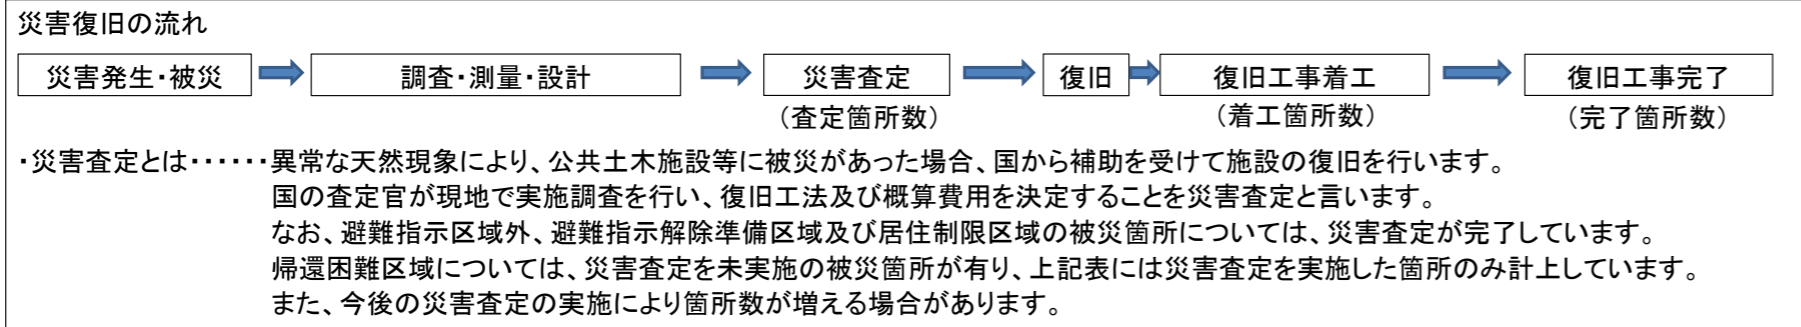 災害復旧の流れ
災害発生・被災 調査・測量・設計 災害査定 復旧 復旧工事着工 復旧工事完了
（査定箇所数） （着工箇所数） （完了箇所数）
・災害査定とは・・・・・・異常な天然現象により、公共土木施設等に被災があった場合、国から補助を受けて施設の復旧を行います。
国の査定官が現地で実施調査を行い、復旧工法及び概算費用を決定することを災害査定と言います。
なお、避難指示区域外、避難指示解除準備区域及び居住制限区域の被災箇所については、災害査定が完了しています。
帰還困難区域については、災害査定を未実施の被災箇所が有り、上記表には災害査定を実施した箇所のみ計上しています。
また、今後の災害査定の実施により箇所数が増える場合があります。